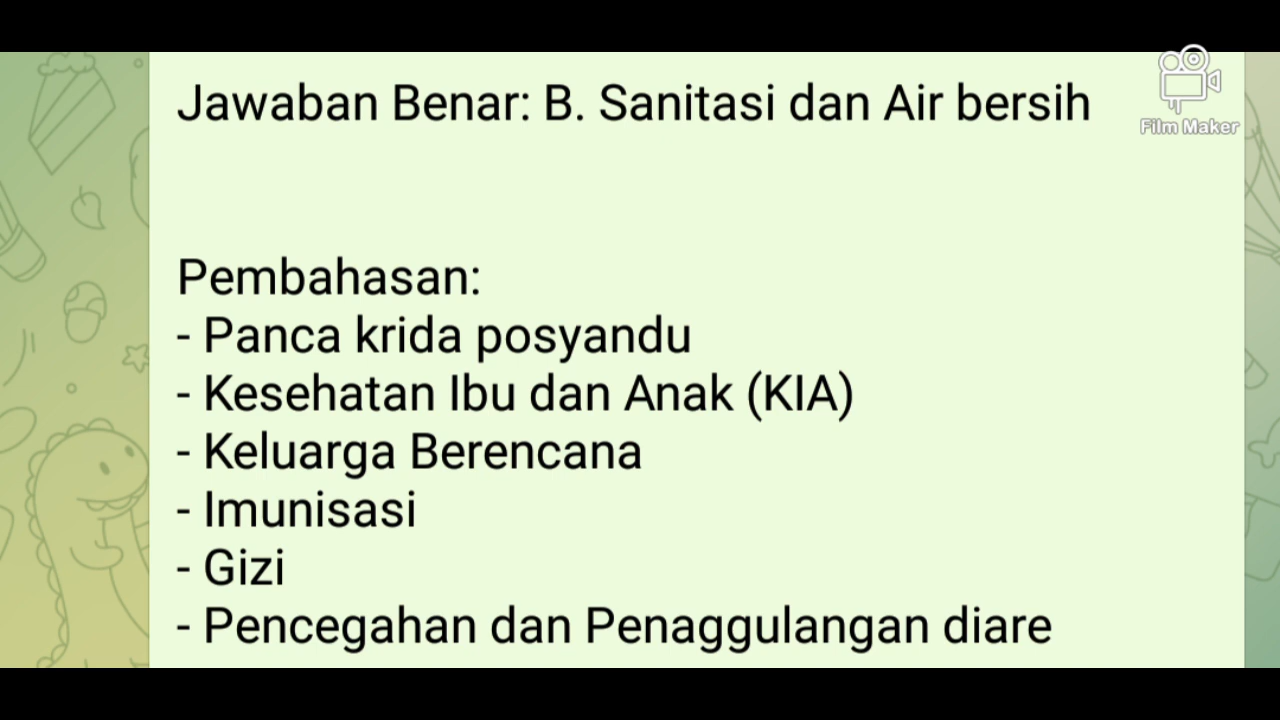 Jawaban Benar: B. Sanitasi dan Air bersih
Film Maker
Pembahasan:
- Panca krida posyandu
- Kesehatan Ibu dan Anak (KIA)
- Keluarga Berencana
- Imunisasi
- Gizi
- Pencegahan dan Penaggulangan diare